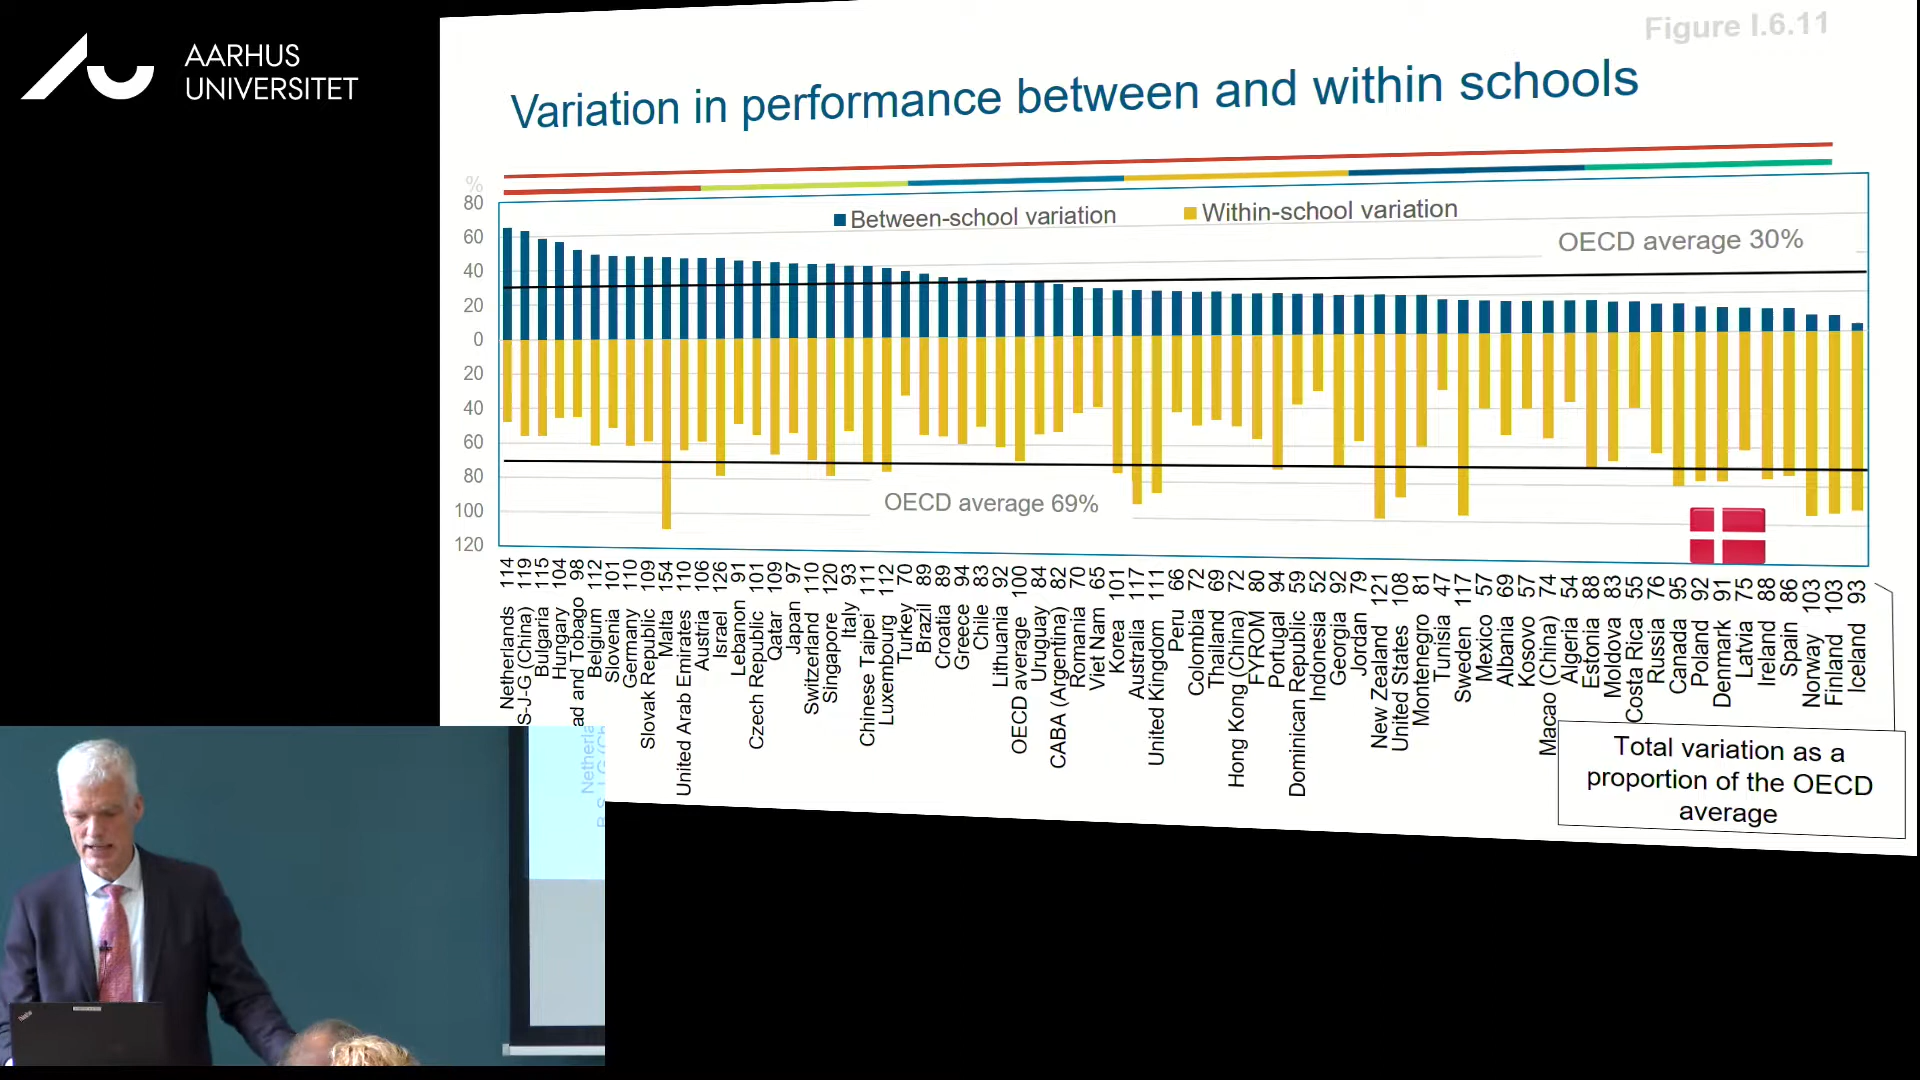 AARHUS
UNIVERSITET
Figure I.6.11
Variation in performance between and within schools
%
80
60
40
20
0
20
40
60
80
100
120
Between-school variation
Within-school variation
OECD average 30%
OECD average 69%
Netherlands 114
S-J-G (China) 119
Bulgaria 115
Hungary 104
ad and Tobago 98
Belgium 112
Slovenia 101
Germany 110
Slovak Republic 109
Malta 154
United Arab Emirates 110
Austria 106
Israel 126
Lebanon 91
Czech Republic 101
Qatar 109
Japan 97
Switzerland 110
Singapore 120
Italy 93
Chinese Taipei 111
Luxembourg 112
Turkey 70
Brazil 89
Croatia 89
Greece 94
Chile 83
Lithuania 92
OECD average 100
Uruguay 84
CABA (Argentina) 82
Romania 70
Viet Nam 65
Korea 101
Australia 117
United Kingdom 111
Peru 66
Colombia 72
Thailand 69
Hong Kong (China) 72
FYROM 80
Portugal 94
Dominican Republic 59
Indonesia 52
Georgia 92
Jordan 79
New Zealand 121
United States 108
Montenegro 81
Tunisia 47
Sweden 117
Mexico 57
Albania 69
Kosovo 57
Macao (China) 74
Algeria 54
Estonia 88
Moldova 83
Costa Rica 55
Russia 76
Canada 95
Poland 92
Denmark 91
Latvia 75
Ireland 88
Spain 86
Norway 103
Finland 103
Iceland 93
Total variation as a
proportion of the OECD
average
Netherla